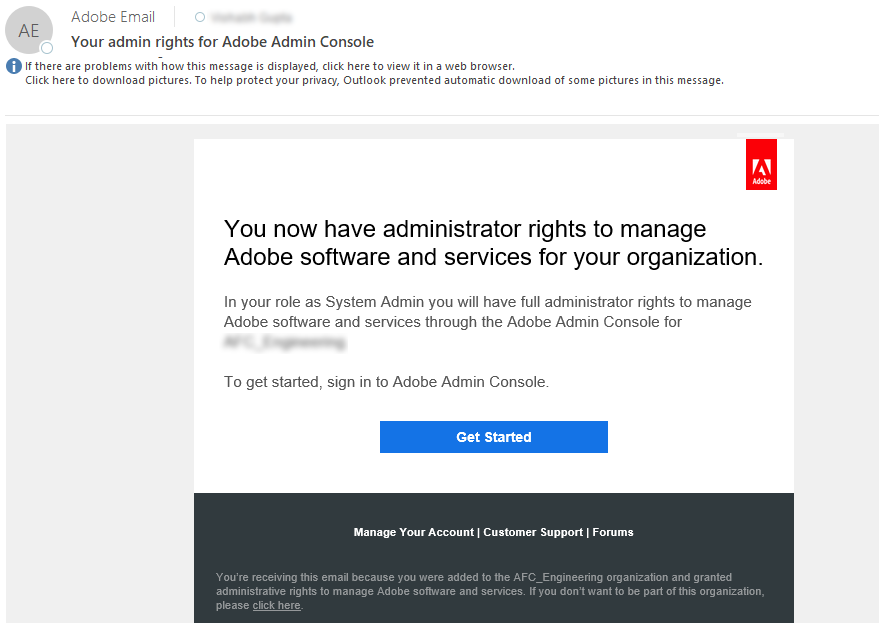 AE
Adobe Email
Your admin rights for Adobe Admin Console
If there are problems with how this message is displayed, click here to view it in a web browser.
Click here to download pictures. To help protect your privacy, Outlook prevented automatic download of some pictures in this message.
Adobe
You now have administrator rights to manage
Adobe software and services for your organization.
In your role as System Admin you will have full administrator rights to manage
Adobe software and services through the Adobe Admin Console for
AFC_Engineering
To get started, sign in to Adobe Admin Console.
Get Started
Manage Your Account | Customer Support | Forums
You're receiving this email because you were added to the AFC_Engineering organization and granted
administrative rights to manage Adobe software and services. If you don't want to be part of this organization,
please click here.